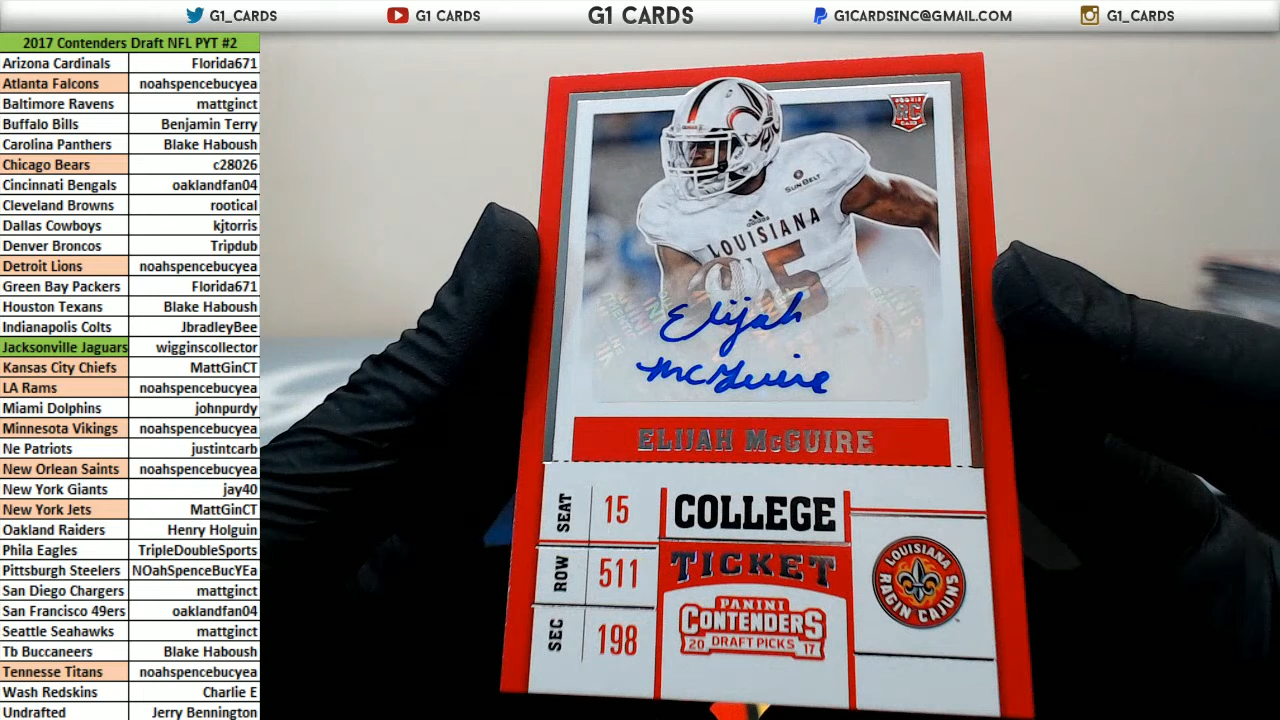 G1_CARDS
G1 CARDS
G1 CARDS
G1CARDSINC@GMAIL.COM
G1_CARDS
2017 Contenders Draft NFL PYT #2
Arizona Cardinals Florida671
Atlanta Falcons noahspencebucyea
Baltimore Ravens mattginct
Buffalo Bills Benjamin Terry
Carolina Panthers Blake Haboush
Chicago Bears c28026
Cincinnati Bengals oaklandfan04
Cleveland Browns rootical
Dallas Cowboys kjtorris
Denver Broncos Tripdub
Detroit Lions noahspencebucyea
Green Bay Packers Florida671
Houston Texans Blake Haboush
Indianapolis Colts JbradleyBee
Jacksonville Jaguars wigginscollector
Kansas City Chiefs MattGinCT
LA Rams noahspencebucyea
Miami Dolphins johnpurdy
Minnesota Vikings noahspencebucyea
Ne Patriots justintcarb
New Orlean Saints noahspencebucyea
New York Giants jay40
New York Jets MattGinCT
Oakland Raiders Henry Holguin
Phila Eagles TripleDoubleSports
Pittsburgh Steelers NOahSpenceBucYEa
San Diego Chargers mattginct
San Francisco 49ers oaklandfan04
Seattle Seahawks mattginct
Tb Buccaneers Blake Haboush
Tennesse Titans noahspencebucyea
Wash Redskins Charlie E
Undrafted Jerry Bennington
RC
SUN BELT
adidas
LOUISIANA
15
Elijah
McGuire
ELIJAH McGUIRE
SEAT 15
ROW 511
SEC 198
COLLEGE
TICKET
PANINI
CONTENDERS
20 DRAFT PICKS 17
LOUISIANA
RAGIN CAJUNS